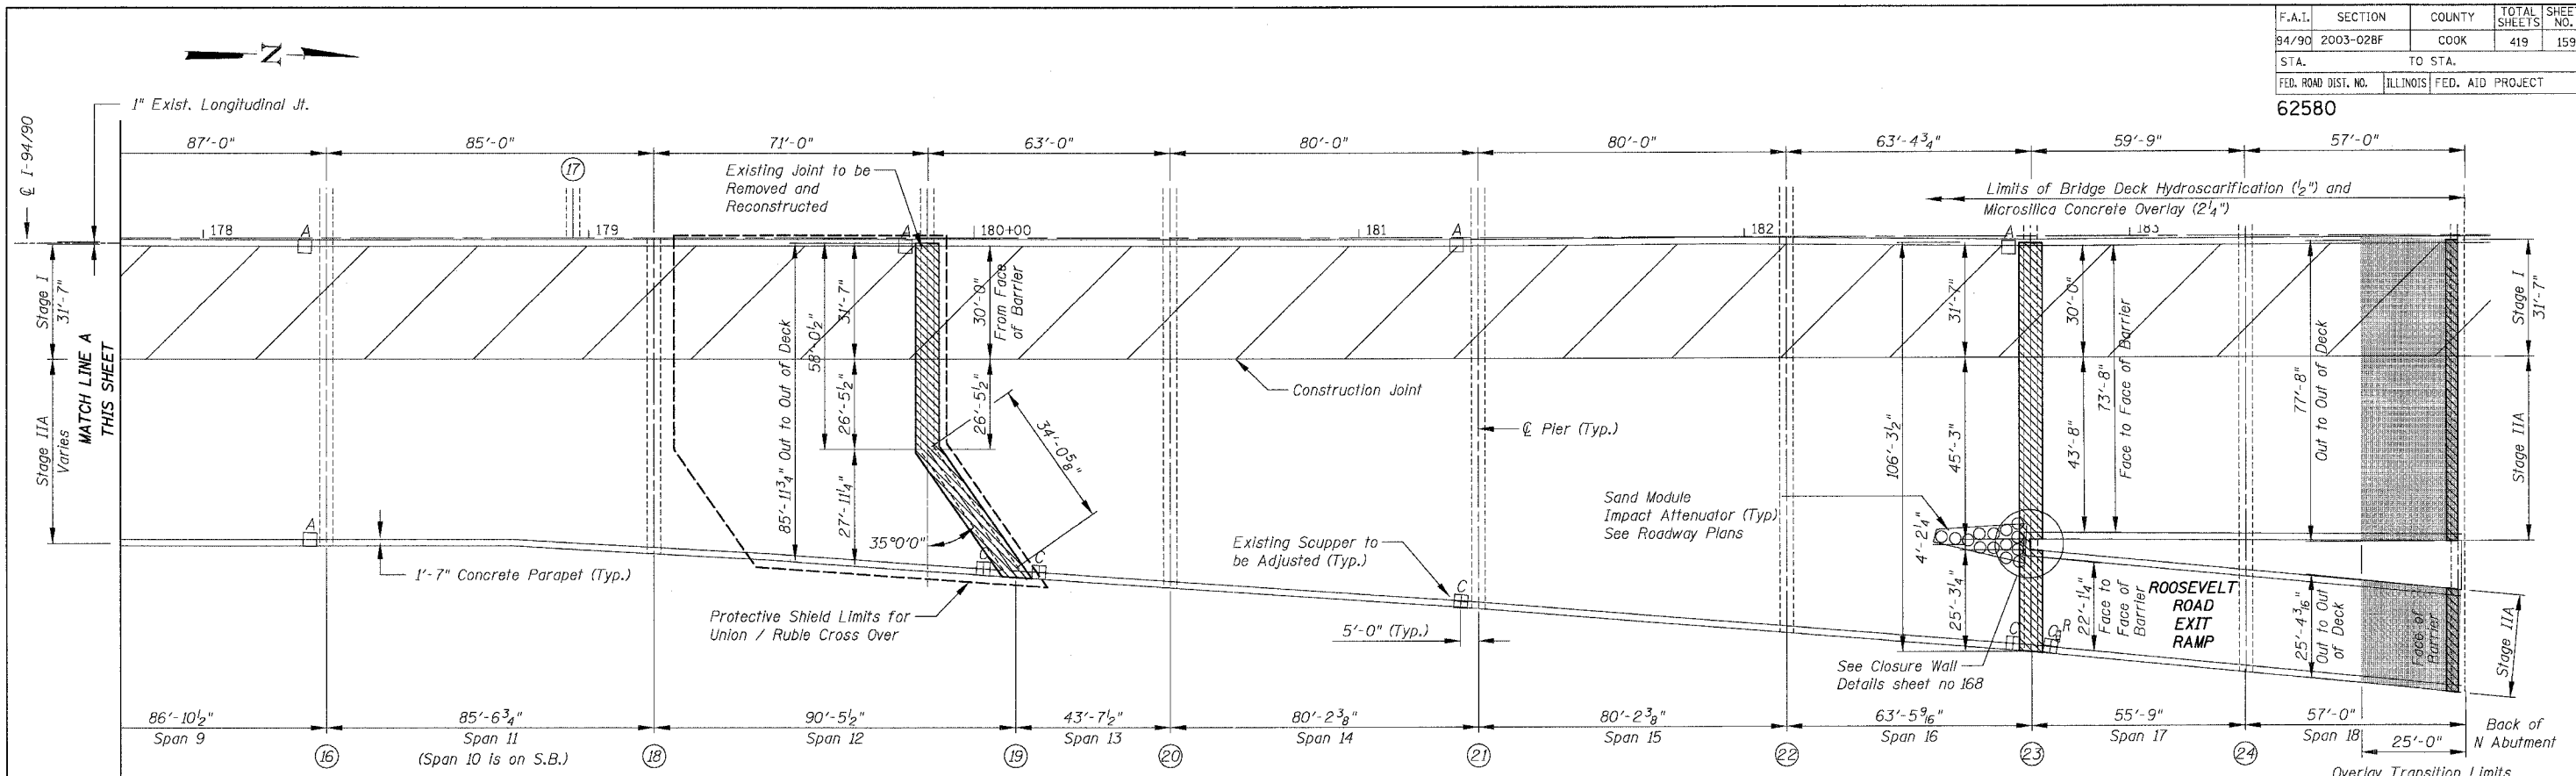 F.A.I.
SECTION
COUNTY
TOTAL SHEETS
94/90
2003-028F
COOK
419
159
STA.
TO STA.
FED. ROAD DIST. NO.
ILLINOIS
FED. AID PROJECT
62580
N
1" Exist. Longitudinal Jt.
℄ I-94/90
87'-0"
85'-0"
71'-0"
63'-0"
80'-0"
80'-0"
63'-4¾"
59'-9"
57'-0"
17
Existing Joint to be
Removed and
Reconstructed
Limits of Bridge Deck Hydroscarification (½") and
Microsilica Concrete Overlay (2¼")
178
179
180+00
181
182
183
A
A
A
A
Stage I
31'-7"
MATCH LINE A
THIS SHEET
Stage IIA
Varies
A
1'-7" Concrete Parapet (Typ.)
85'-11¾" Out to Out of Deck
58'-0½"
31'-7"
26'-5½"
27'-11¼"
30'-0"
From Face
of Barrier
26'-5½"
34'-0⅝"
35°0'0"
Construction Joint
℄ Pier (Typ.)
Protective Shield Limits for
Union / Ruble Cross Over
C
Existing Scupper to
be Adjusted (Typ.)
C
5'-0" (Typ.)
Sand Module
Impact Attenuator (Typ)
See Roadway Plans
4'-2¼"
106'-3½"
31'-7"
45'-3"
25'-3¼"
30'-0"
43'-8"
73'-8"
Face to Face of Barrier
22'-1¼"
Face to
Face of
Barrier
R
See Closure Wall
Details sheet no 168
ROOSEVELT
ROAD
EXIT
RAMP
77'-8"
Out to Out of Deck
25'-4³⁄₁₆"
Out to Out
of Deck
Face of
Barrier
Stage I
31'-7"
Stage IIA
Stage IIA
86'-10½"
85'-6¾"
90'-5½"
43'-7½"
80'-2⅜"
80'-2⅜"
63'-5⁹⁄₁₆"
55'-9"
57'-0"
Span 9
Span 11
Span 12
Span 13
Span 14
Span 15
Span 16
Span 17
Span 18
(Span 10 is on S.B.)
16
18
19
20
21
22
23
24
25'-0"
Back of
N Abutment
Overlay Transition Limits